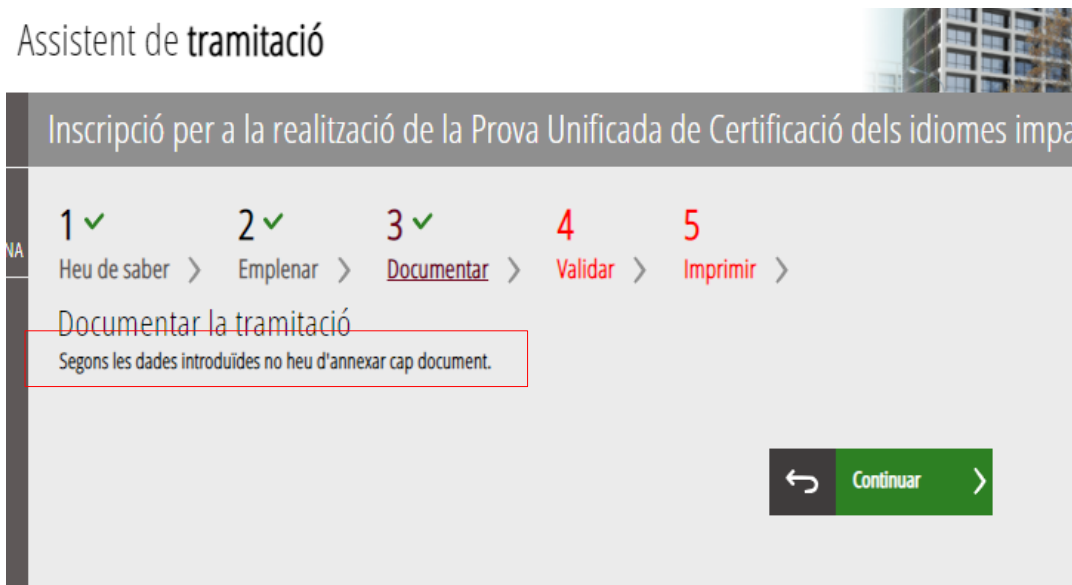 Assistent de tramitació
Inscripció per a la realització de la Prova Unificada de Certificació dels idiomes impa
NA
1 2 3 4 5
Heu de saber Emplenar Documentar Validar Imprimir
Documentar la tramitació
Segons les dades introduïdes no heu d'annexar cap document.
Continuar